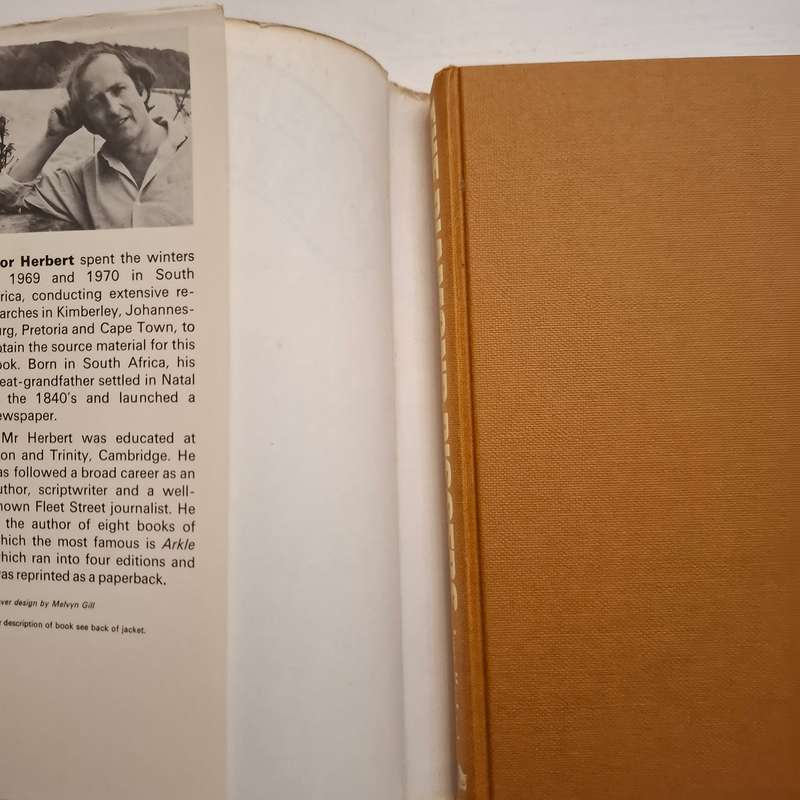 or Herbert spent the winters
1969 and 1970 in South
rica, conducting extensive re-
arches in Kimberley, Johannes-
urg, Pretoria and Cape Town, to
btain the source material for this
ook. Born in South Africa, his
eat-grandfather settled in Natal
the 1840's and launched a
ewspaper.
Mr Herbert was educated at
on and Trinity, Cambridge. He
as followed a broad career as an
uthor, scriptwriter and a well-
nown Fleet Street journalist. He
the author of eight books of
hich the most famous is Arkle
hich ran into four editions and
as reprinted as a paperback.
ver design by Melvyn Gill
description of book see back of jacket.
THE DIAMOND DIGGERS